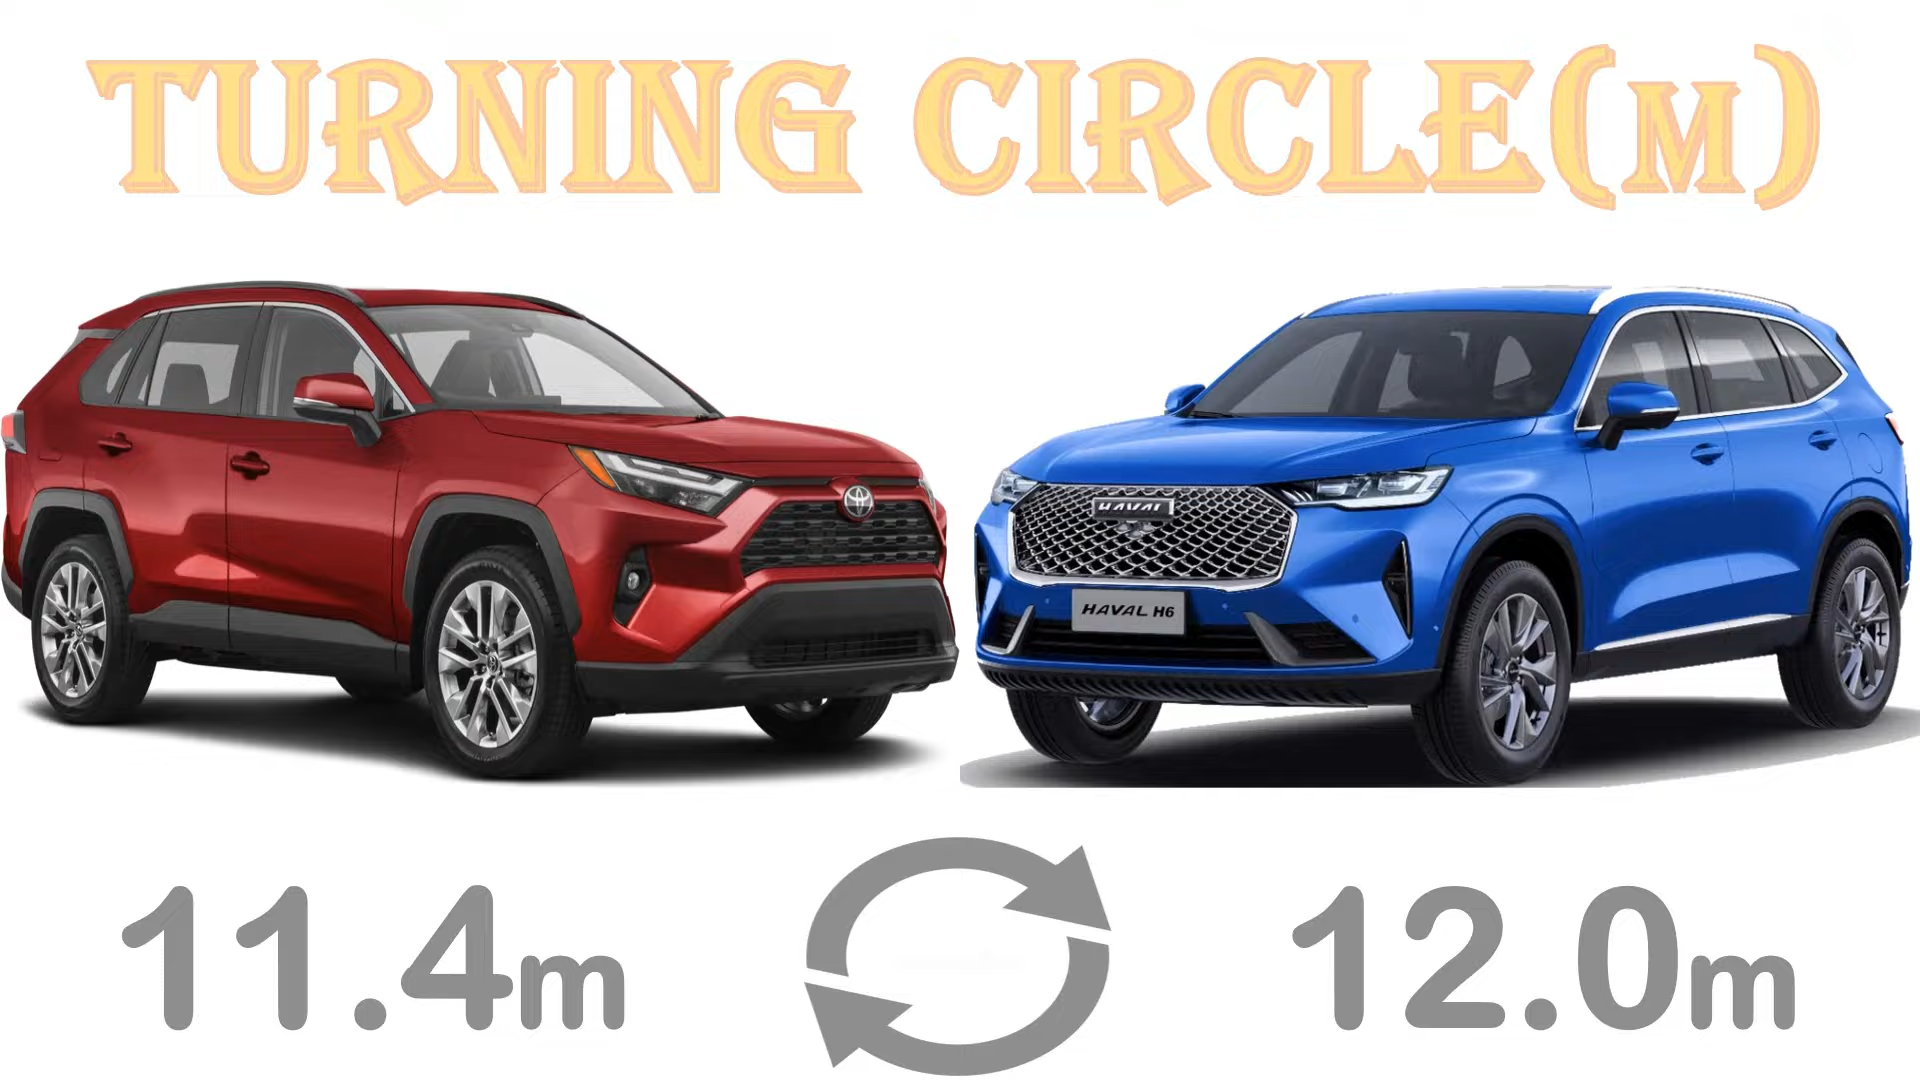 TURNING CIRCLE(M)
HAVAL
HAVAL H6
11.4m
12.0m